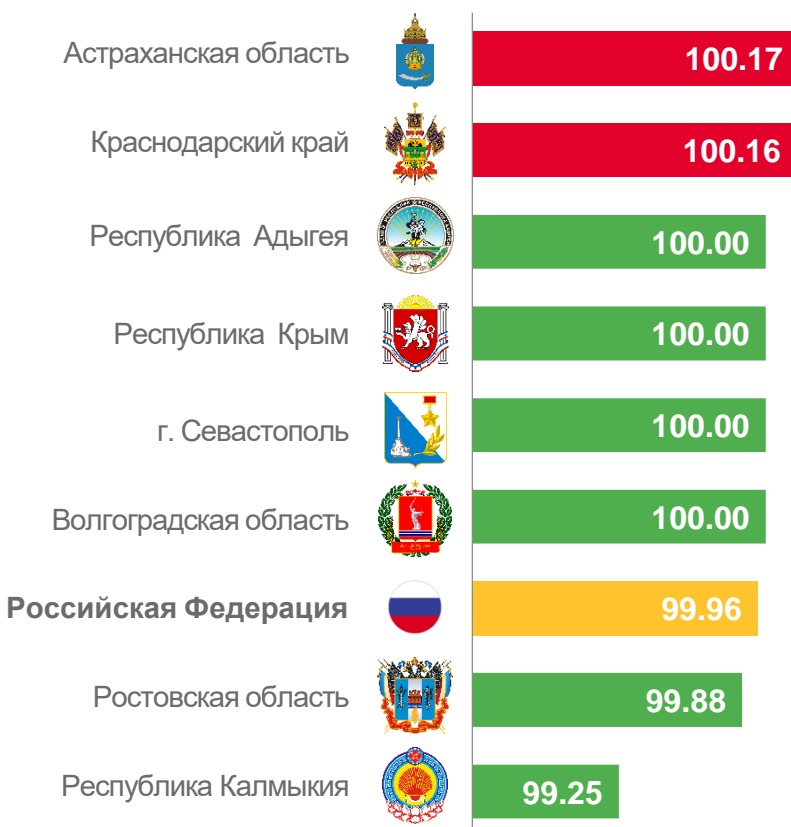 Астраханская область 100.17
Краснодарский край 100.16
Республика Адыгея 100.00
Республика Крым 100.00
г. Севастополь 100.00
Волгоградская область 100.00
Российская Федерация 99.96
Ростовская область 99.88
Республика Калмыкия 99.25